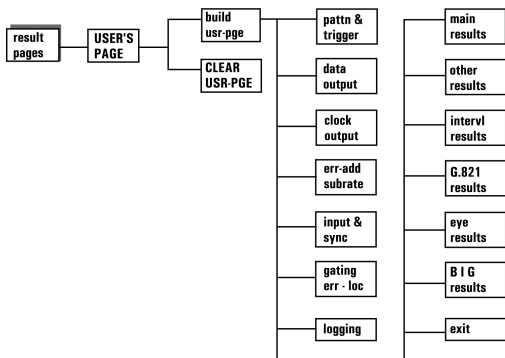 result
pages
USER'S
PAGE
build
usr-pge
CLEAR
USR-PGE
pattn &
trigger
data
output
clock
output
err-add
subrate
input &
sync
gating
err - loc
logging
main
results
other
results
intervl
results
G.821
results
eye
results
B I G
results
exit